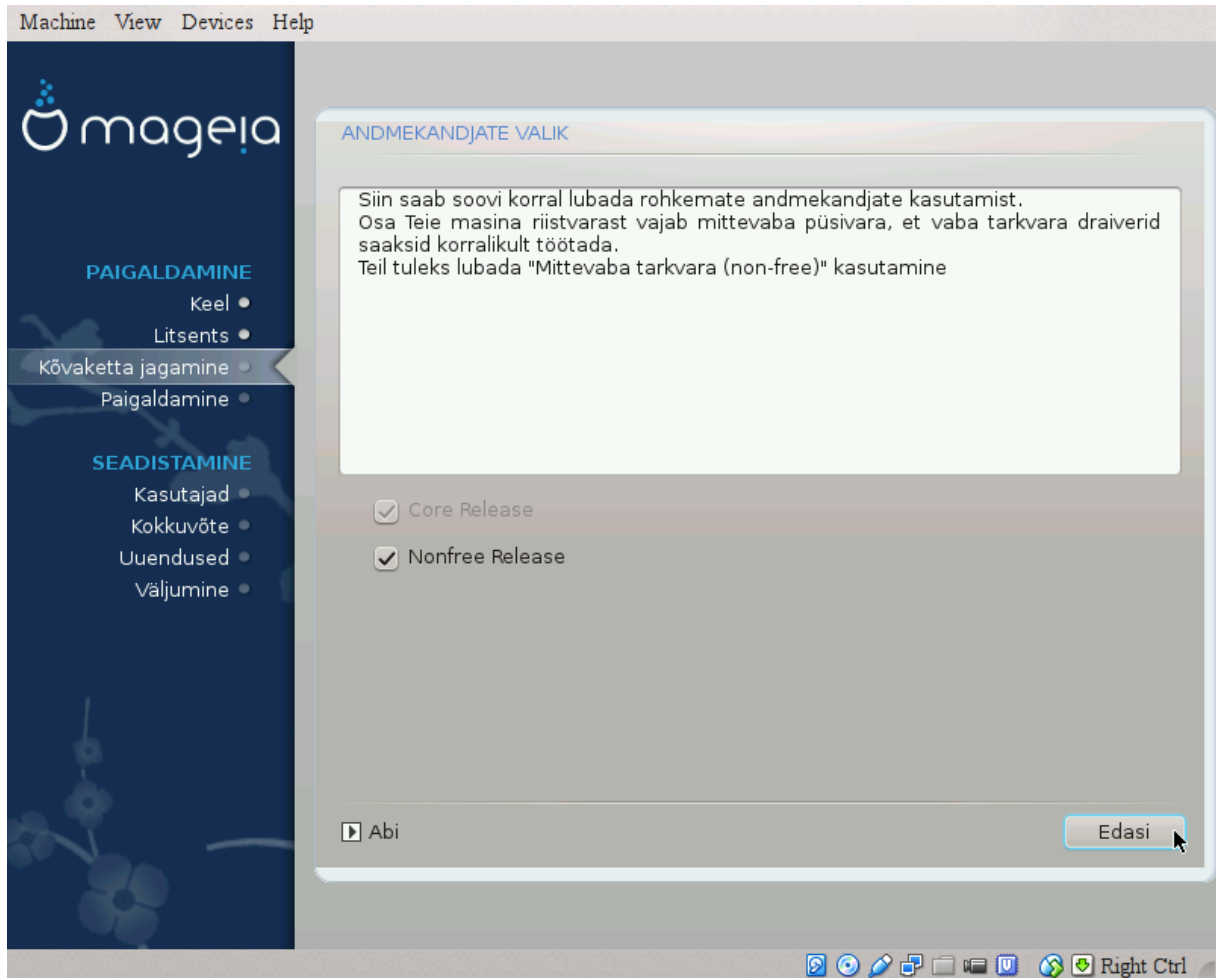 Machine View Devices Help
mageia
PAIGALDAMINE
Keel
Litsents
Kõvaketta jagamine
Paigaldamine
SEADISTAMINE
Kasutajad
Kokkuvõte
Uuendused
Väljumine
ANDMEKANDJATE VALIK
Siin saab soovi korral lubada rohkemate andmekandjate kasutamist.
Osa Teie masina riistvarast vajab mittevaba püsivara, et vaba tarkvara draiverid
saaksid korralikult töötada.
Teil tuleks lubada "Mittevaba tarkvara (non-free)" kasutamine
Core Release
Nonfree Release
Abi
Edasi
Right Ctrl